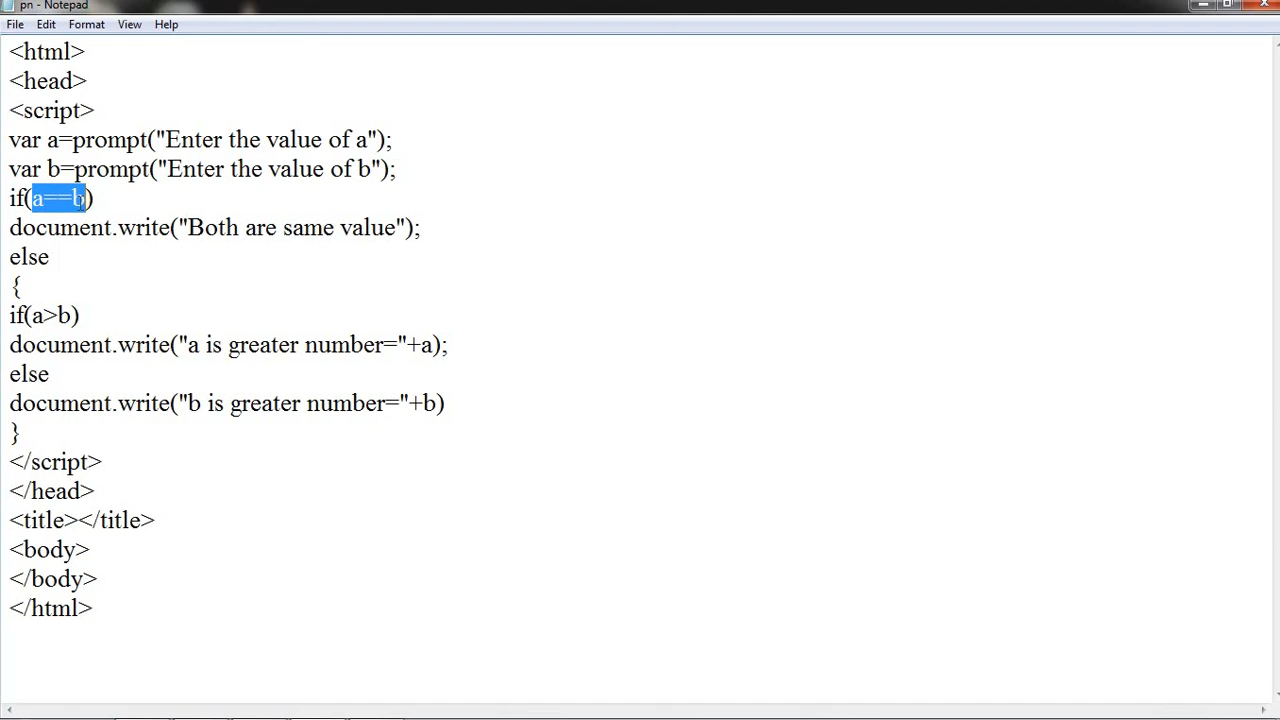 pn - Notepad
File Edit Format View Help
<html>
<head>
<script>
var a=prompt("Enter the value of a");
var b=prompt("Enter the value of b");
if(a==b)
document.write("Both are same value");
else
{
if(a>b)
document.write("a is greater number="+a);
else
document.write("b is greater number="+b)
}
</script>
</head>
<title></title>
<body>
</body>
</html>